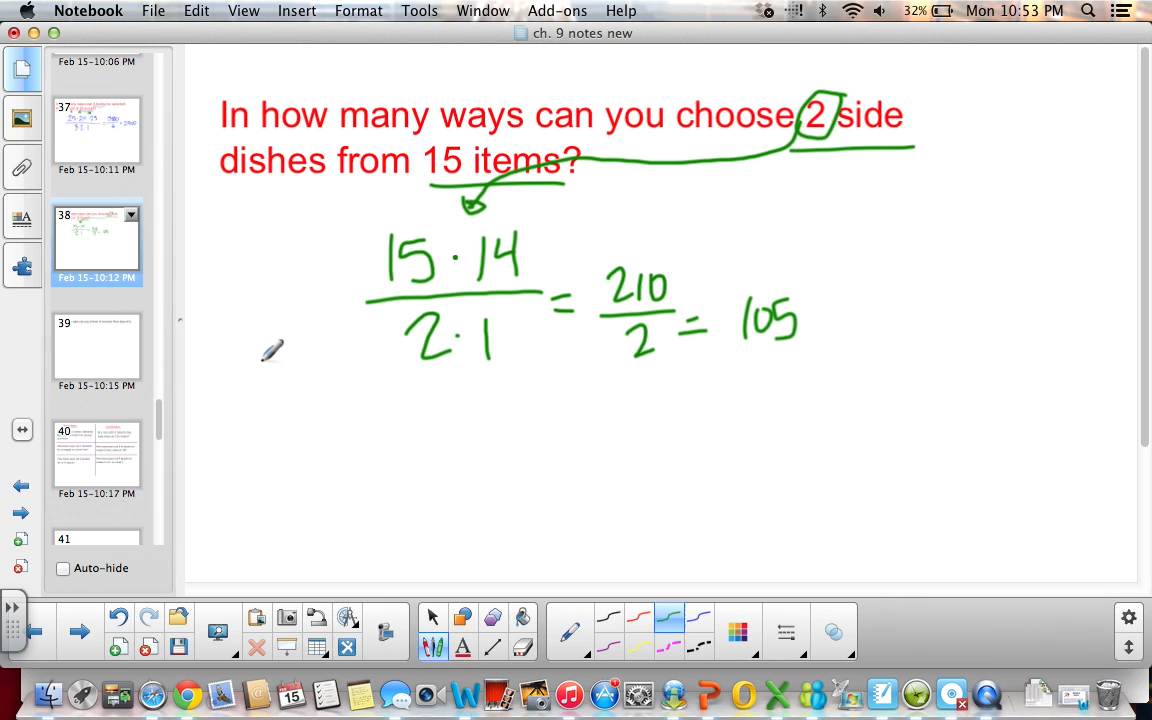 Notebook File Edit View Insert Format Tools Window Add-ons Help 32% Mon 10:53 PM
ch. 9 notes new
Feb 15–10:06 PM
37
Feb 15–10:11 PM
38
Feb 15–10:12 PM
39
Feb 15–10:15 PM
40
Feb 15–10:17 PM
41
Auto-hide
In how many ways can you choose 2 side
dishes from 15 items?
15 · 14
2 · 1
=
210
2
= 105